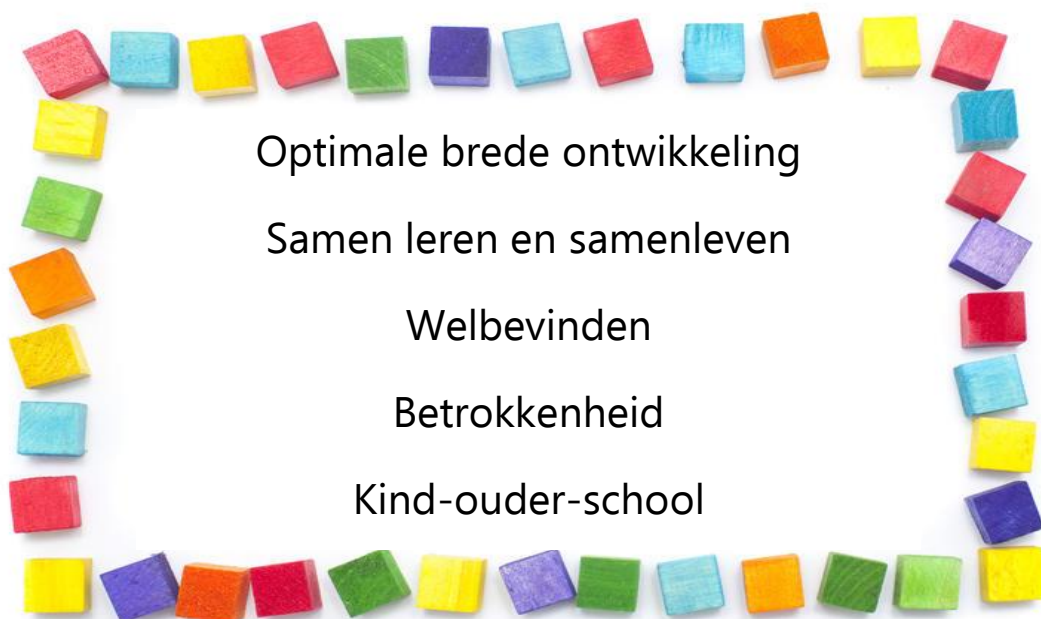 Optimale brede ontwikkeling
Samen leren en samenleven
Welbevinden
Betrokkenheid
Kind-ouder-school